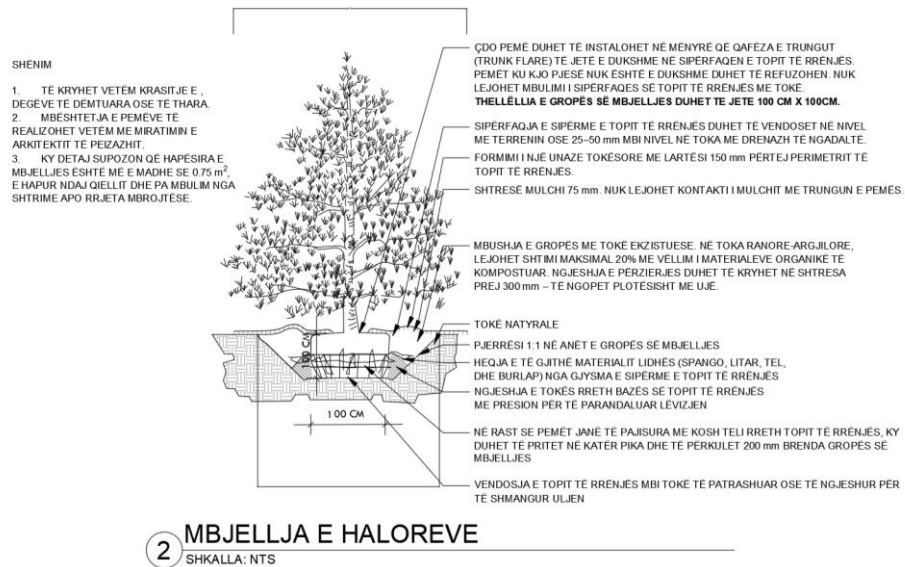 SHËNIM
1. TË KRYHET VETËM KRASITJE E ,
DEGËVE TË DËMTUARA OSE TË THARA.
2. MBËSHTETJA E PEMËVE TË
REALIZOHET VETËM ME MIRATIMIN E
ARKITEKTIT TË PEIZAZHIT.
3. KY DETAJ SUPOZON QË HAPËSIRA E
MBJELLJES ËSHTË MË E MADHE SE 0.75 m²,
E HAPUR NDAJ QIELLIT DHE PA MBULIM NGA
SHTRIME APO RRJETA MBROJTËSE.
ÇDO PEMË DUHET TË INSTALOHET NË MËNYRË QË QAFËZA E TRUNGUT
(TRUNK FLARE) TË JETË E DUKSHME NË SIPËRFAQEN E TOPIT TË RRËNJËS.
PEMËT KU KJO PJESË NUK ËSHTË E DUKSHME DUHET TË REFUZOHEN. NUK
LEJOHET MBULIMI I SIPËRFAQES SË TOPIT TË RRËNJËS ME TOKË.
THELLËLLIA E GROPËS SË MBJELLJES DUHET TE JETE 100 CM X 100CM.
SIPËRFAQJA E SIPËRME E TOPIT TË RRËNJËS DUHET TË VENDOSET NË NIVEL
ME TERRENIN OSE 25–50 mm MBI NIVEL NË TOKA ME DRENAZH TË NGADALTË.
FORMIMI I NJË UNAZE TOKËSORE ME LARTËSI 150 mm PËRTEJ PERIMETRIT TË
TOPIT TË RRËNJËS.
SHTRESË MULCHI 75 mm. NUK LEJOHET KONTAKTI I MULCHIT ME TRUNGUN E PEMËS.
MBUSHJA E GROPËS ME TOKË EKZISTUESE. NË TOKA RANORE-ARGJILORE,
LEJOHET SHTIMI MAKSIMAL 20% ME VËLLIM I MATERIALEVE ORGANIKE TË
KOMPOSTUAR. NGJESHJA E PËRZIERJES DUHET TË KRYHET NË SHTRESA
PREJ 300 mm – TË NGOPET PLOTËSISHT ME UJË.
TOKË NATYRALE
PJERRËSI 1:1 NË ANËT E GROPËS SË MBJELLJES
HEQJA E TË GJITHË MATERIALIT LIDHËS (SPANGO, LITAR, TEL,
DHE BURLAP) NGA GJYSMA E SIPËRME E TOPIT TË RRËNJËS
NGJESHJA E TOKËS RRETH BAZËS SË TOPIT TË RRËNJËS
ME PRESION PËR TË PARANDALUAR LËVIZJEN
NË RAST SE PEMËT JANË TË PAJISURA ME KOSH TELI RRETH TOPIT TË RRËNJËS, KY
DUHET TË PRITET NË KATËR PIKA DHE TË PËRKULET 200 mm BRENDA GROPËS SË
MBJELLJES
VENDOSJA E TOPIT TË RRËNJËS MBI TOKË TË PATRASHUAR OSE TË NGJESHUR PËR
TË SHMANGUR ULJEN
100 CM
100 CM
2 MBJELLJA E HALOREVE
SHKALLA: NTS